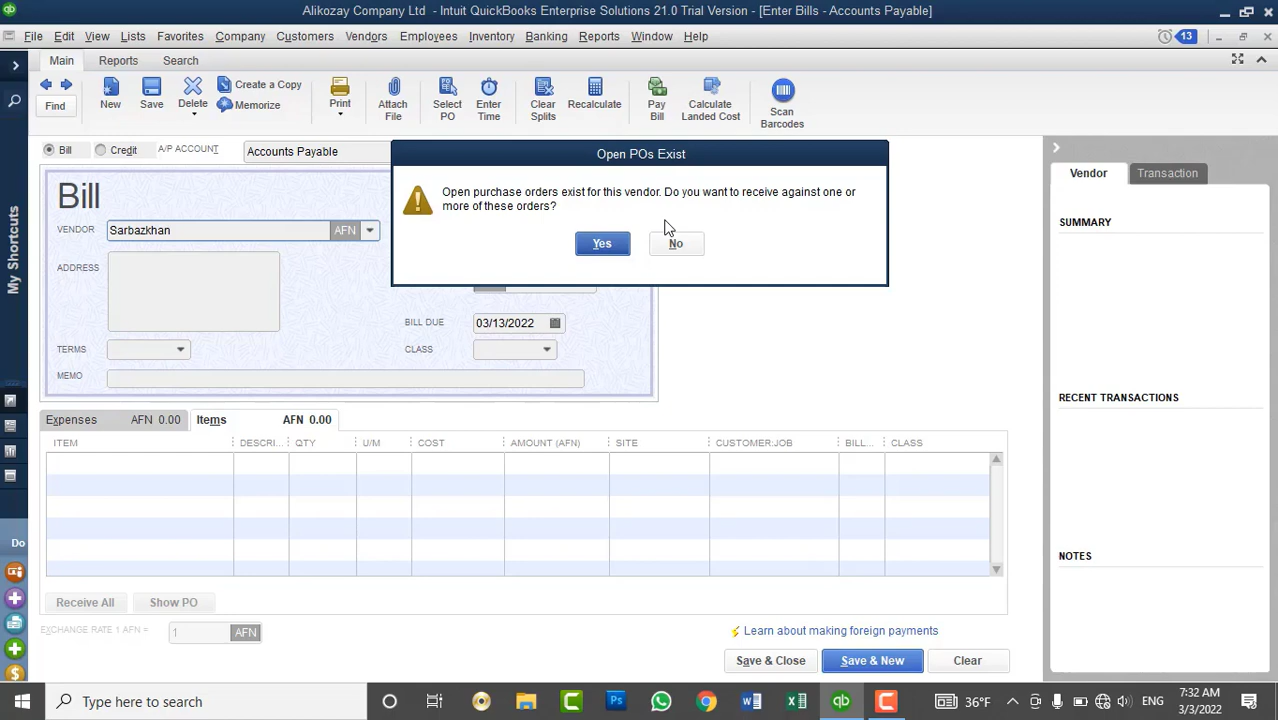 Alikozay Company Ltd - Intuit QuickBooks Enterprise Solutions 21.0 Trial Version - [Enter Bills - Accounts Payable]
File Edit View Lists Favorites Company Customers Vendors Employees Inventory Banking Reports Window Help
13
Main Reports Search
Find
New
Save
Delete
Create a Copy
Memorize
Print
Attach File
Select PO
Enter Time
Clear Splits
Recalculate
Pay Bill
Calculate Landed Cost
Scan Barcodes
Bill
Credit
A/P ACCOUNT
Accounts Payable
Open POs Exist
Open purchase orders exist for this vendor. Do you want to receive against one or
more of these orders?
Yes
No
Bill
VENDOR
Sarbazkhan
AFN
ADDRESS
BILL DUE
03/13/2022
TERMS
CLASS
MEMO
Expenses AFN 0.00
Items AFN 0.00
ITEM DESCRI... QTY U/M COST AMOUNT (AFN) SITE CUSTOMER:JOB BILL... CLASS
Receive All
Show PO
EXCHANGE RATE 1 AFN =
1
AFN
Learn about making foreign payments
Save & Close
Save & New
Clear
Vendor
Transaction
SUMMARY
RECENT TRANSACTIONS
NOTES
My Shortcuts
Do
Type here to search
36°F
ENG
7:32 AM
3/3/2022